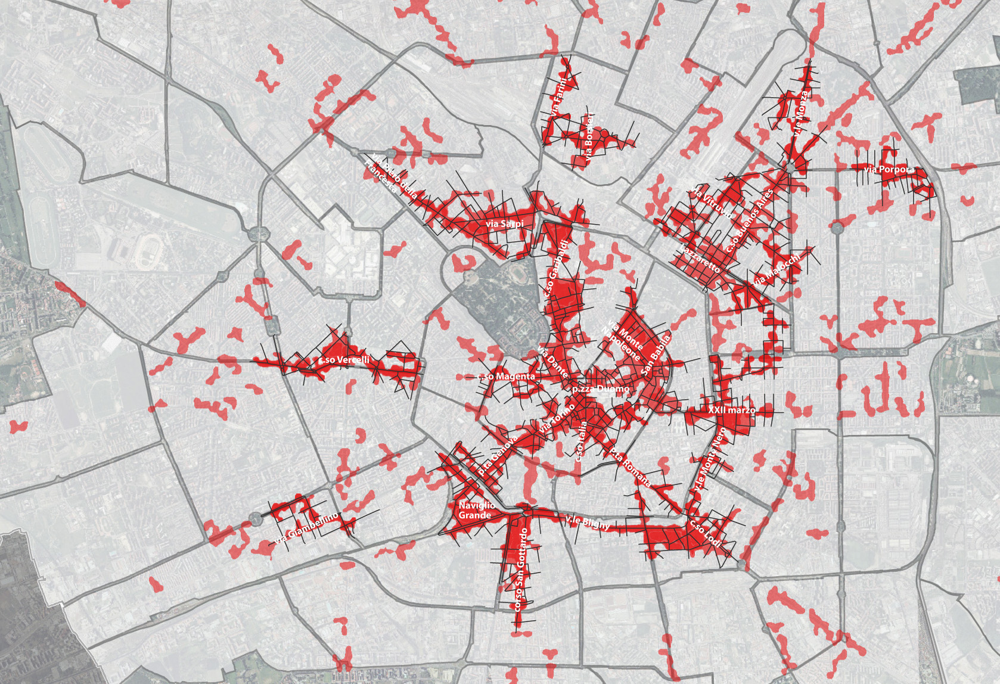 via Farini
via Borsieri
v.le Monza
via Porpora
via Piero della
Francesca
via Sarpi
via Vitruvio
c.so Buenos Aires
Lazzaretto
via Malocchi
c.so Garibaldi
via Monte
Napoleone
San Babila
via Dante
c.so Vercelli
c.so Magenta
p.zza Duomo
via Torino
c.so Italia
XXII marzo
v.le Monte Nero
p.ta Genova
p.ta Romana
Naviglio
Grande
via Giambellino
v.le Bligny
c.so Lodi
corso San Gottardo